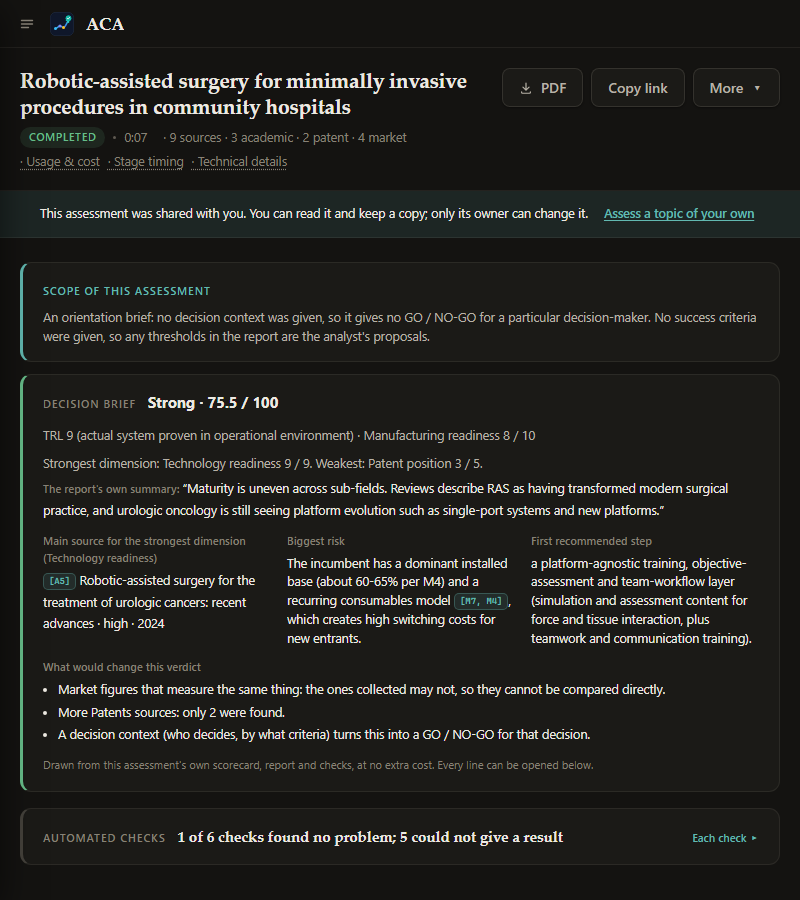 ACA
Robotic-assisted surgery for minimally invasive
procedures in community hospitals
PDF
Copy link
More ▾
COMPLETED • 0:07 · 9 sources · 3 academic · 2 patent · 4 market
· Usage & cost · Stage timing · Technical details
This assessment was shared with you. You can read it and keep a copy; only its owner can change it. Assess a topic of your own
SCOPE OF THIS ASSESSMENT
An orientation brief: no decision context was given, so it gives no GO / NO-GO for a particular decision-maker. No success criteria
were given, so any thresholds in the report are the analyst's proposals.
DECISION BRIEF Strong · 75.5 / 100
TRL 9 (actual system proven in operational environment) · Manufacturing readiness 8 / 10
Strongest dimension: Technology readiness 9 / 9. Weakest: Patent position 3 / 5.
The report's own summary: “Maturity is uneven across sub-fields. Reviews describe RAS as having transformed modern surgical
practice, and urologic oncology is still seeing platform evolution such as single-port systems and new platforms.”
Main source for the strongest dimension
(Technology readiness)
[A5] Robotic-assisted surgery for the
treatment of urologic cancers: recent
advances · high · 2024
Biggest risk
The incumbent has a dominant installed
base (about 60-65% per M4) and a
recurring consumables model [M7, M4],
which creates high switching costs for
new entrants.
First recommended step
a platform-agnostic training, objective-
assessment and team-workflow layer
(simulation and assessment content for
force and tissue interaction, plus
teamwork and communication training).
What would change this verdict
• Market figures that measure the same thing: the ones collected may not, so they cannot be compared directly.
• More Patents sources: only 2 were found.
• A decision context (who decides, by what criteria) turns this into a GO / NO-GO for that decision.
Drawn from this assessment's own scorecard, report and checks, at no extra cost. Every line can be opened below.
AUTOMATED CHECKS 1 of 6 checks found no problem; 5 could not give a result Each check ▸